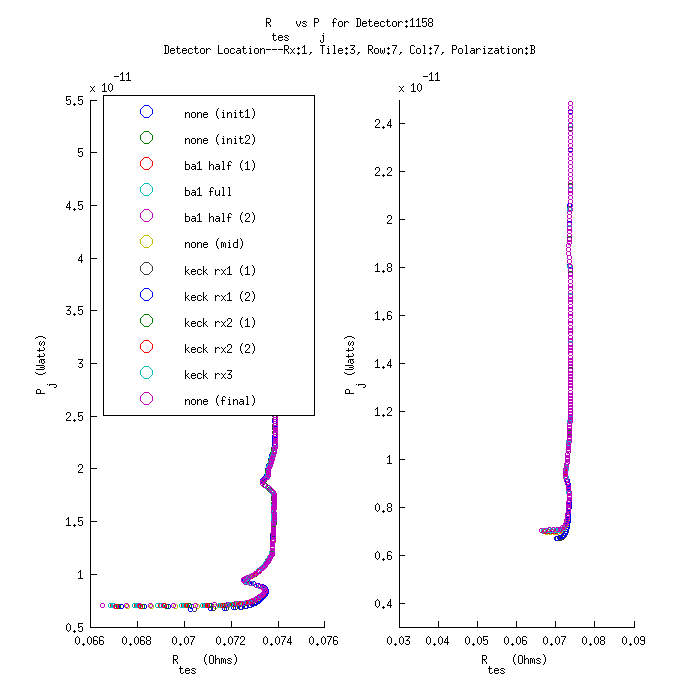 R_tes vs P_j for Detector:1158
Detector Location---Rx:1, Tile:3, Row:7, Col:7, Polarization:B
x 10^-11
5.5
5
4.5
4
3.5
3
2.5
2
1.5
1
0.5
P_j (Watts)
0.066 0.068 0.07 0.072 0.074 0.076
R_tes (Ohms)
none (init1)
none (init2)
ba1 half (1)
ba1 full
ba1 half (2)
none (mid)
keck rx1 (1)
keck rx1 (2)
keck rx2 (1)
keck rx2 (2)
keck rx3
none (final)
x 10^-11
2.4
2.2
2
1.8
1.6
1.4
1.2
1
0.8
0.6
0.4
P_j (Watts)
0.03 0.04 0.05 0.06 0.07 0.08 0.09
R_tes (Ohms)